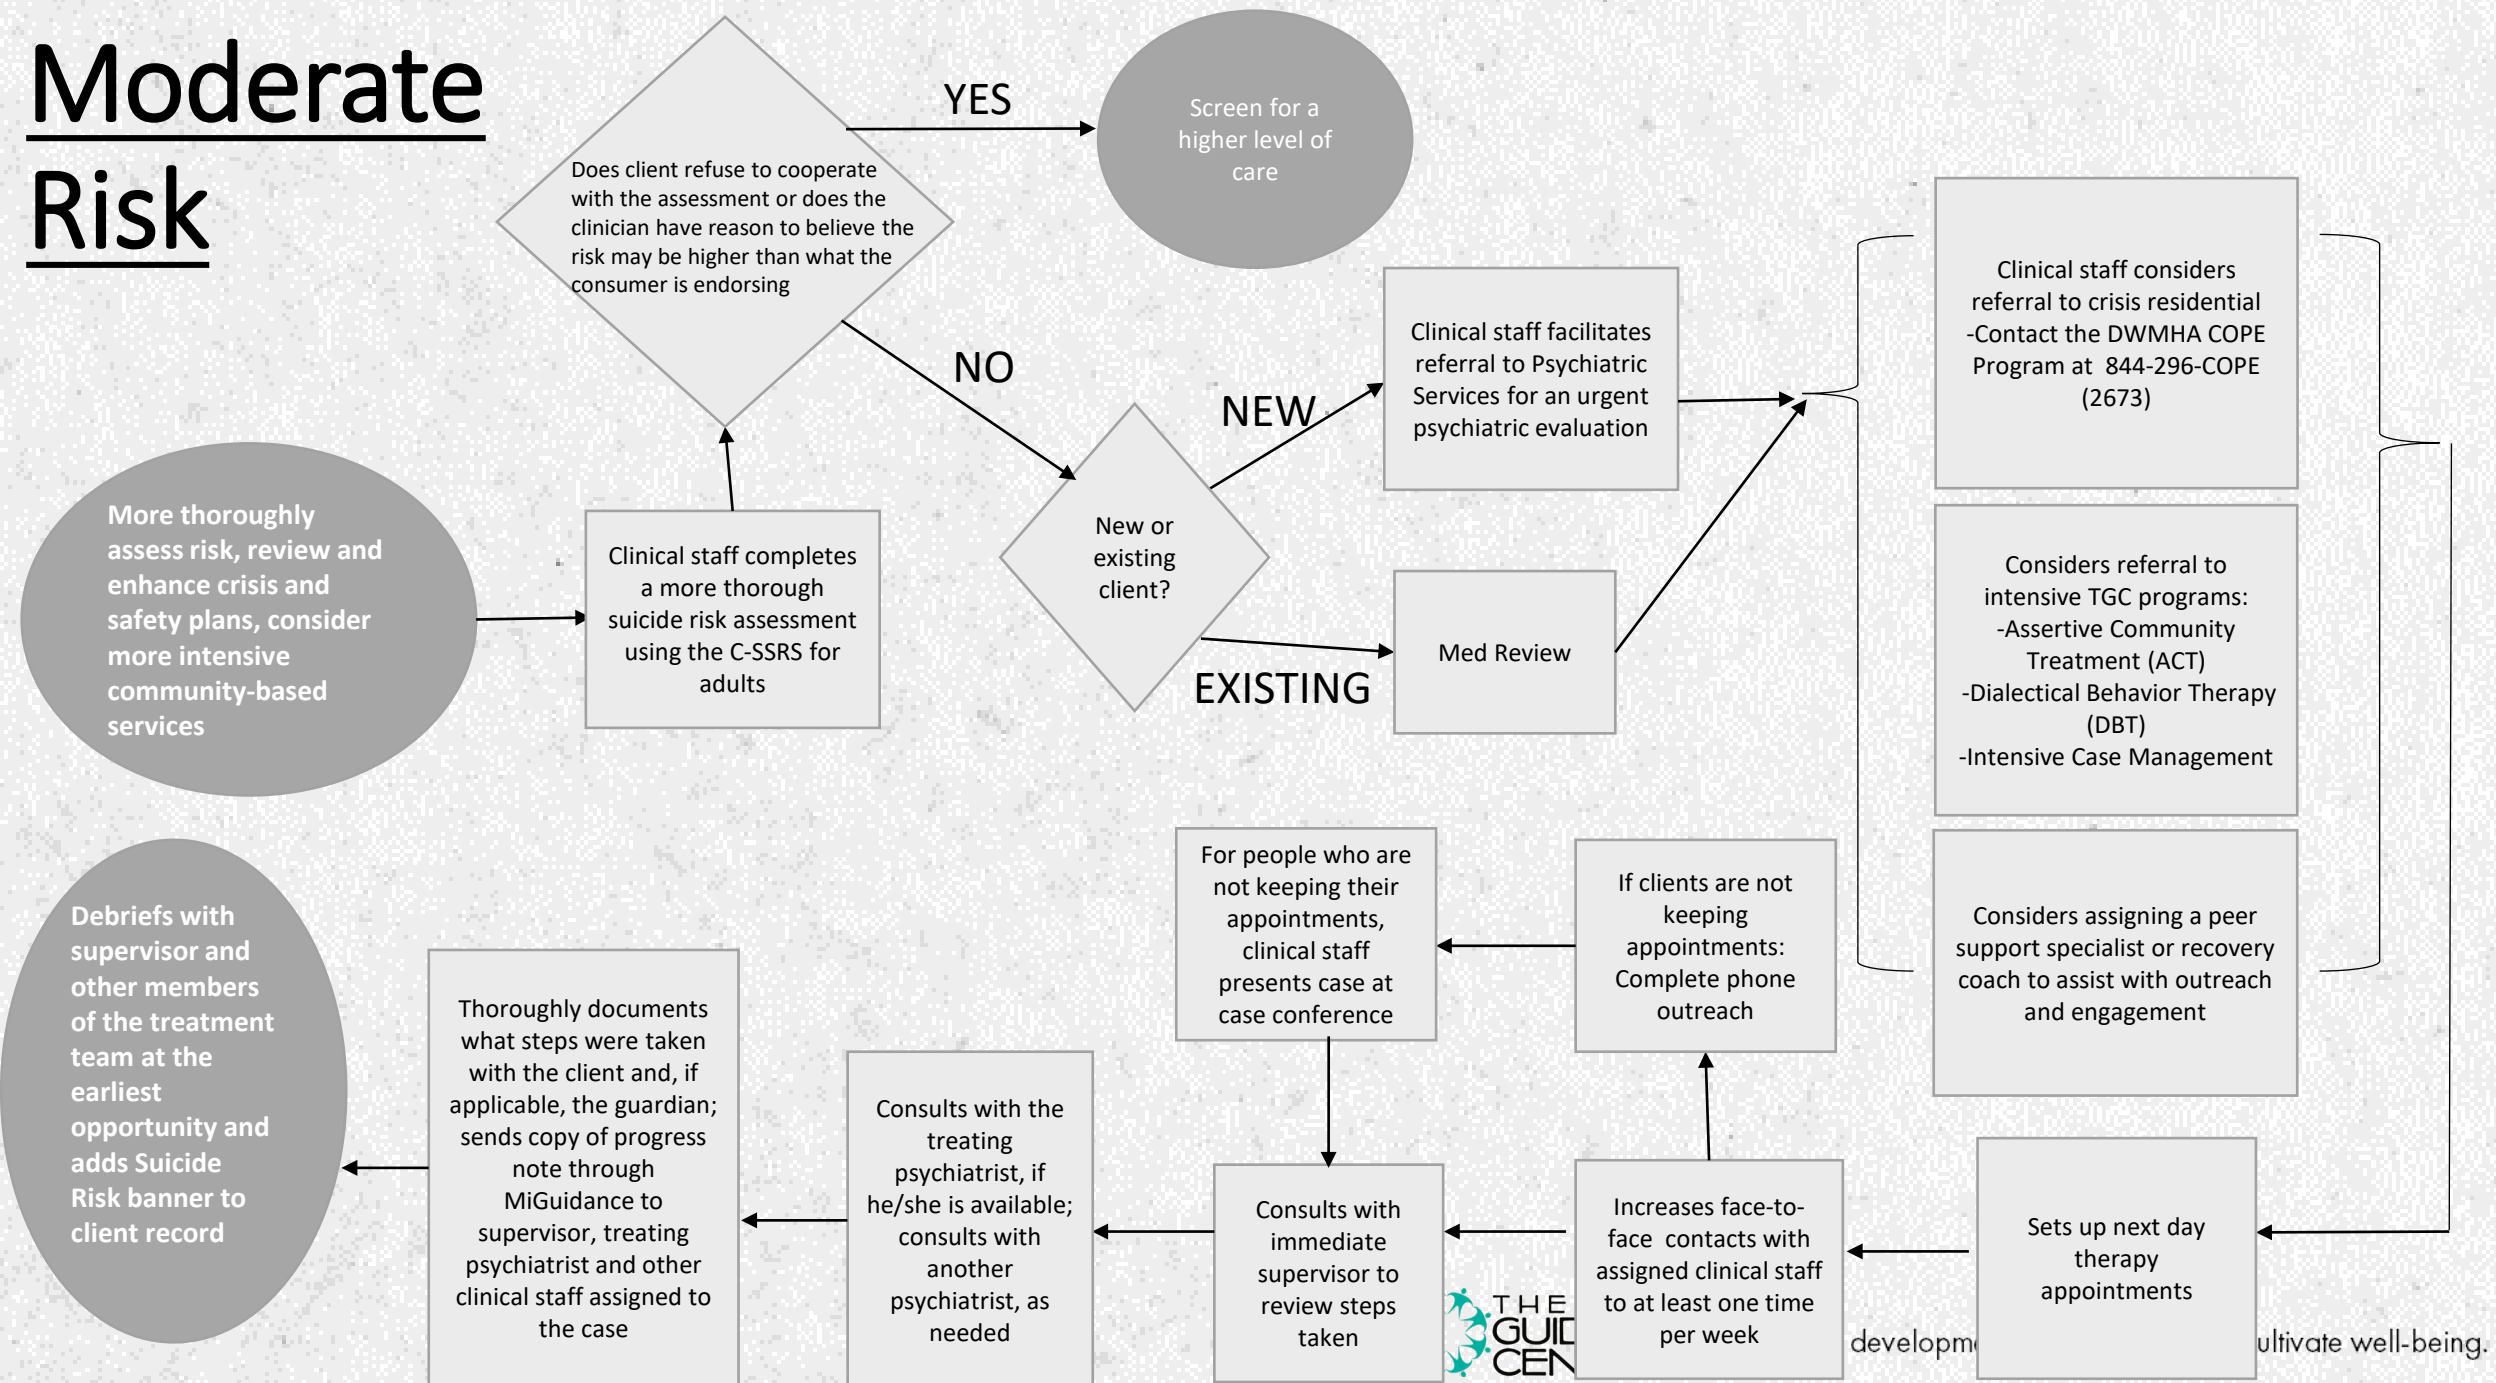 Moderate
Risk
Does client refuse to cooperate
with the assessment or does the
clinician have reason to believe the
risk may be higher than what the
consumer is endorsing
YES
Screen for a
higher level of
care
NO
More thoroughly
assess risk, review and
enhance crisis and
safety plans, consider
more intensive
community-based
services
Clinical staff completes
a more thorough
suicide risk assessment
using the C-SSRS for
adults
New or
existing
client?
NEW
EXISTING
Clinical staff facilitates
referral to Psychiatric
Services for an urgent
psychiatric evaluation
Med Review
Clinical staff considers
referral to crisis residential
-Contact the DWMHA COPE
Program at 844-296-COPE
(2673)
Considers referral to
intensive TGC programs:
-Assertive Community
Treatment (ACT)
-Dialectical Behavior Therapy
(DBT)
-Intensive Case Management
Considers assigning a peer
support specialist or recovery
coach to assist with outreach
and engagement
Sets up next day
therapy
appointments
Increases face-to-
face contacts with
assigned clinical staff
to at least one time
per week
If clients are not
keeping
appointments:
Complete phone
outreach
For people who are
not keeping their
appointments,
clinical staff
presents case at
case conference
Consults with
immediate
supervisor to
review steps
taken
Consults with the
treating
psychiatrist, if
he/she is available;
consults with
another
psychiatrist, as
needed
Thoroughly documents
what steps were taken
with the client and, if
applicable, the guardian;
sends copy of progress
note through
MiGuidance to
supervisor, treating
psychiatrist and other
clinical staff assigned to
the case
Debriefs with
supervisor and
other members
of the treatment
team at the
earliest
opportunity and
adds Suicide
Risk banner to
client record
THE
well-being.